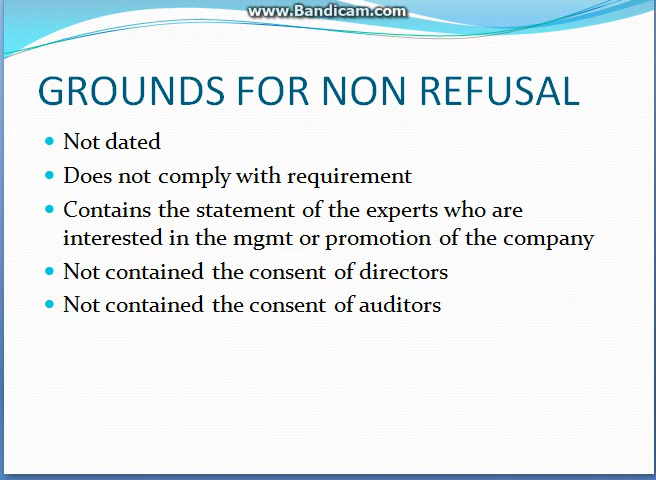 www.Bandicam.com
GROUNDS FOR NON REFUSAL
Not dated
Does not comply with requirement
Contains the statement of the experts who are
interested in the mgmt or promotion of the company
Not contained the consent of directors
Not contained the consent of auditors